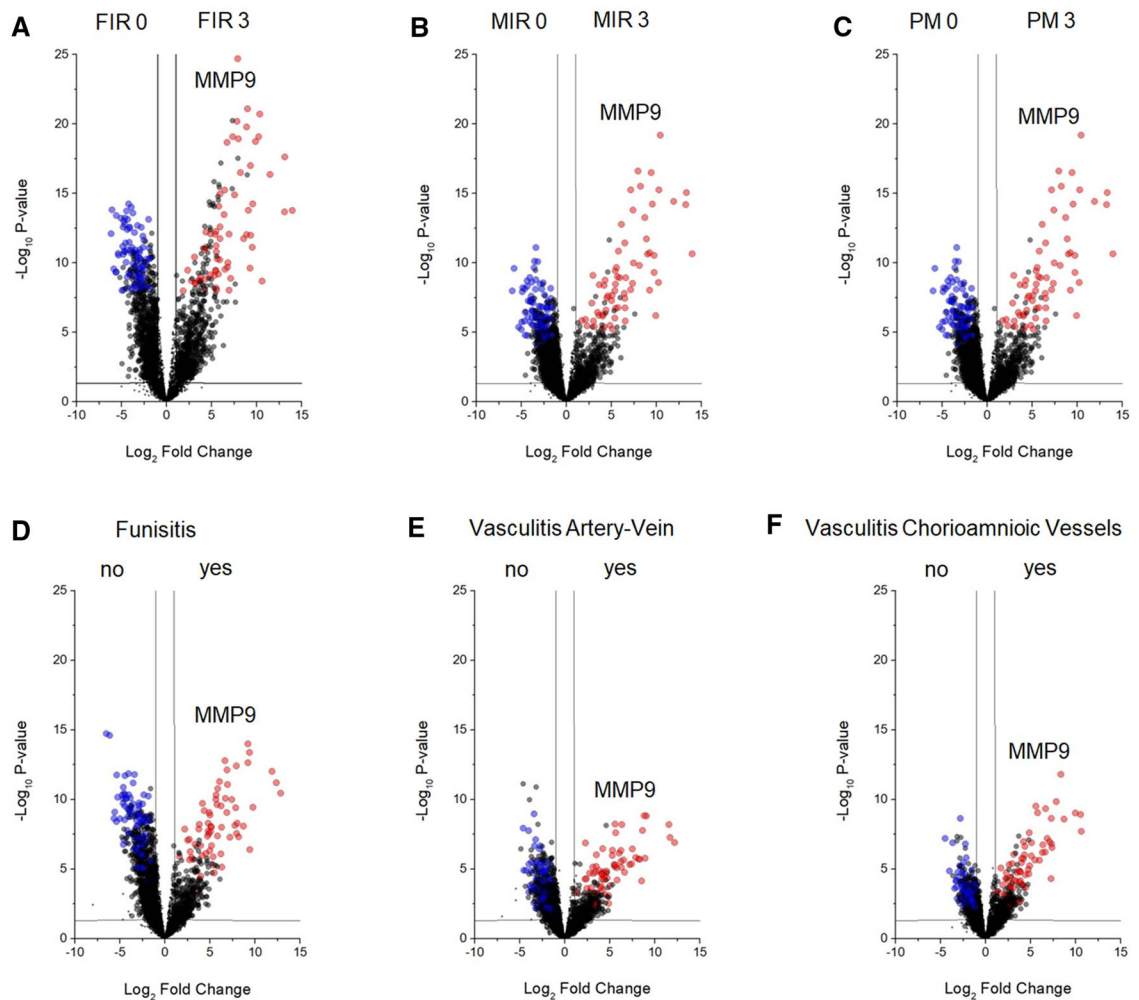 A FIR 0 FIR 3
B MIR 0 MIR 3
C PM 0 PM 3
MMP9
MMP9
MMP9
25
20
15
10
5
0
-10 -5 0 5 10 15
-Log10 P-value
Log2 Fold Change
25
20
15
10
5
0
-10 -5 0 5 10 15
-Log10 P-value
Log2 Fold Change
25
20
15
10
5
0
-10 -5 0 5 10 15
-Log10 P-value
Log2 Fold Change
D Funisitis
no yes
MMP9
25
20
15
10
5
0
-10 -5 0 5 10 15
-Log10 P-value
Log2 Fold Change
E Vasculitis Artery-Vein
no yes
MMP9
25
20
15
10
5
0
-10 -5 0 5 10 15
-Log10 P-value
Log2 Fold Change
F Vasculitis Chorioamnioic Vessels
no yes
MMP9
25
20
15
10
5
0
-10 -5 0 5 10 15
-Log10 P-value
Log2 Fold Change